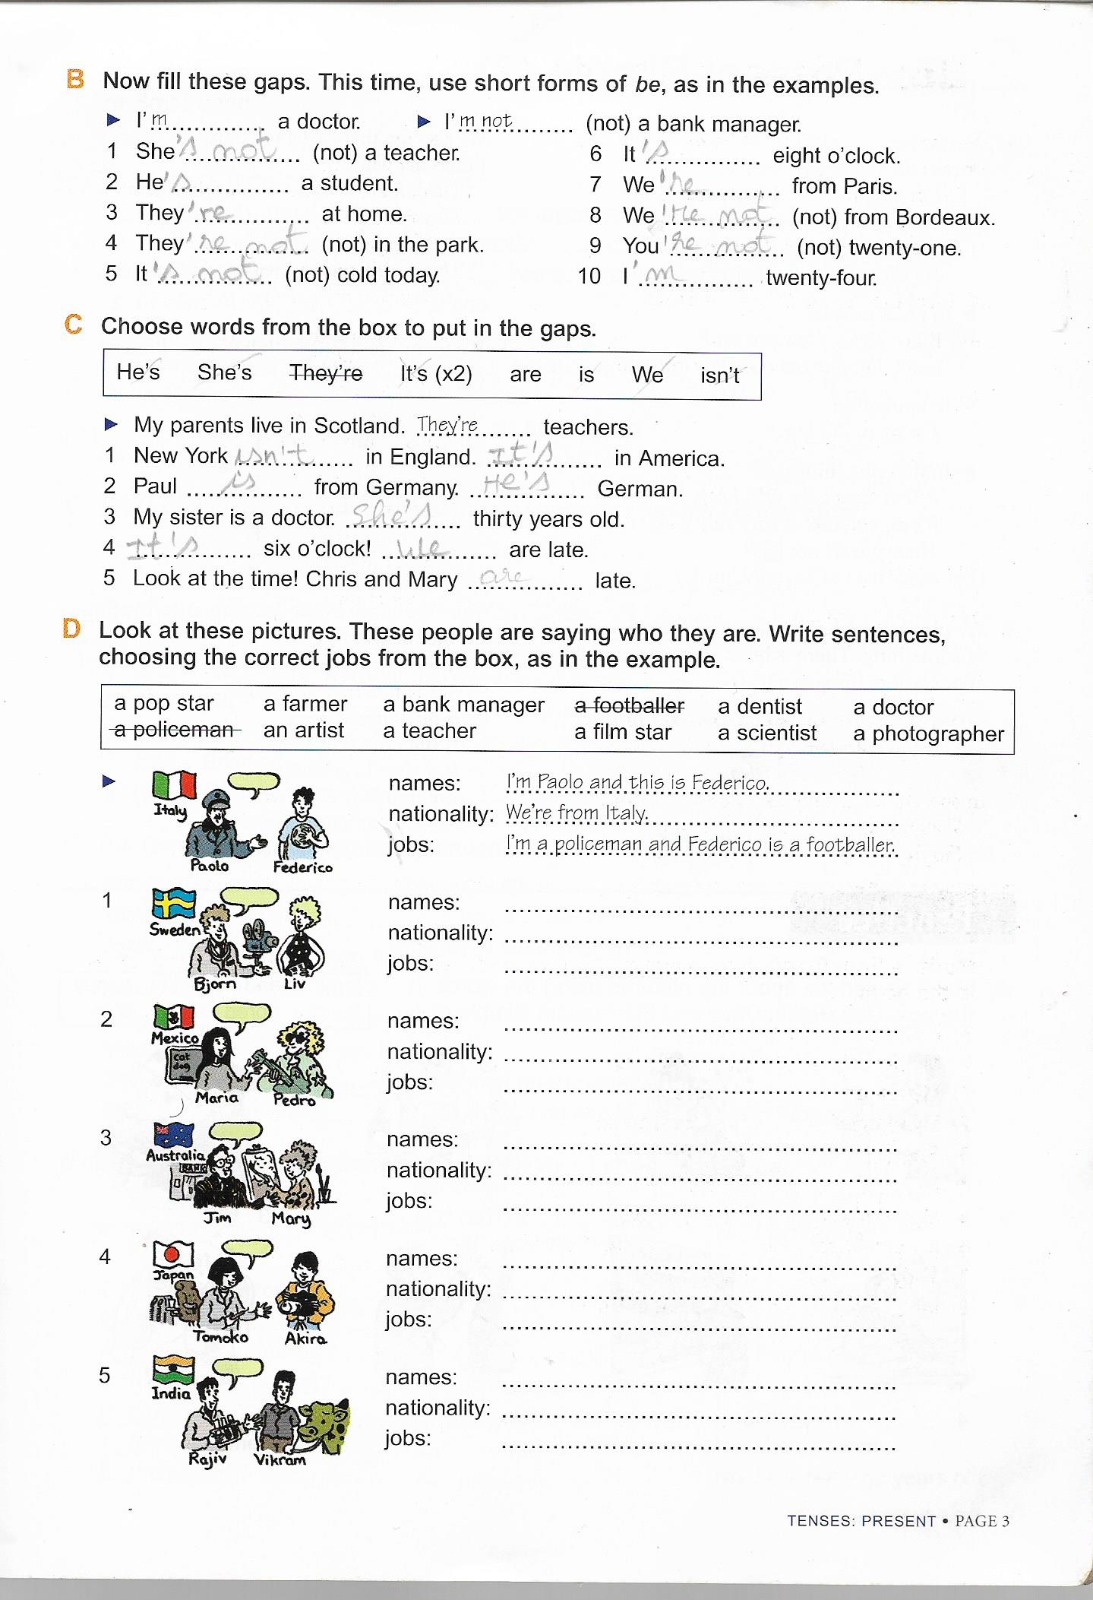 B Now fill these gaps. This time, use short forms of be, as in the examples.
► I'm............. a doctor. ► I'm not......... (not) a bank manager.
1 She's not............ (not) a teacher.
2 He's............... a student.
3 They're............... at home.
4 They're not............ (not) in the park.
5 It's not............ (not) cold today.
6 It's............... eight o'clock.
7 We're............... from Paris.
8 We're not............ (not) from Bordeaux.
9 You're not............ (not) twenty-one.
10 I'm............... twenty-four.
C Choose words from the box to put in the gaps.
He's She's They're It's (x2) are is We isn't
► My parents live in Scotland. They're....... teachers.
1 New York isn't....... in England. It's....... in America.
2 Paul ....is....... from Germany. He's....... German.
3 My sister is a doctor. She's....... thirty years old.
4 It's....... six o'clock! We....... are late.
5 Look at the time! Chris and Mary are....... late.
D Look at these pictures. These people are saying who they are. Write sentences,
choosing the correct jobs from the box, as in the example.
a pop star a farmer a bank manager a footballer a dentist a doctor
a policeman an artist a teacher a film star a scientist a photographer
►
Italy
Paolo Federico
names: I'm Paolo and this is Federico.
nationality: We're from Italy.
jobs: I'm a policeman and Federico is a footballer.
1
Sweden
Bjorn Liv
names:
nationality:
jobs:
2
Mexico
cat
dog
Maria Pedro
names:
nationality:
jobs:
3
Australia
BANK
Jim Mary
names:
nationality:
jobs:
4
Japan
Tomoko Akira
names:
nationality:
jobs:
5
India
Rajiv Vikram
names:
nationality:
jobs:
TENSES: PRESENT • PAGE 3